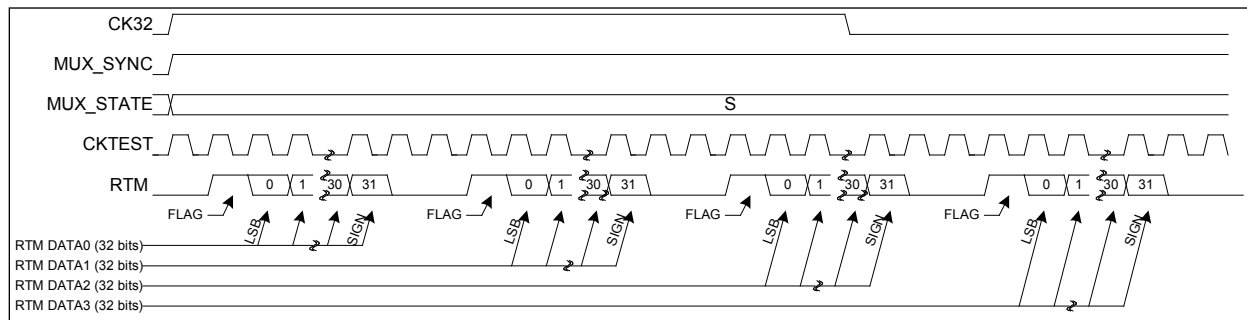 CK32
MUX_SYNC
MUX_STATE S
CKTEST
RTM 0 1 30 31 0 1 30 31 0 1 30 31 0 1 30 31
FLAG FLAG FLAG FLAG
LSB SIGN LSB SIGN LSB SIGN LSB SIGN
RTM DATA0 (32 bits)
RTM DATA1 (32 bits)
RTM DATA2 (32 bits)
RTM DATA3 (32 bits)